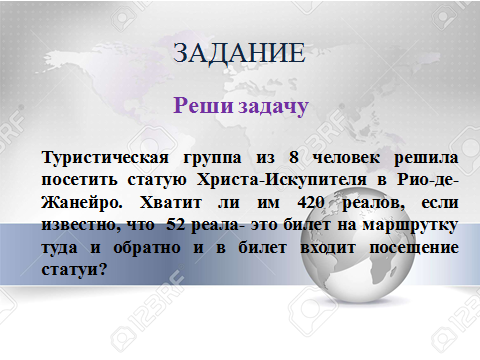 ЗАДАНИЕ
Реши задачу
Туристическая группа из 8 человек решила
посетить статую Христа-Искупителя в Рио-де-
Жанейро. Хватит ли им 420 реалов, если
известно, что 52 реала- это билет на маршрутку
туда и обратно и в билет входит посещение
статуи?
123RF